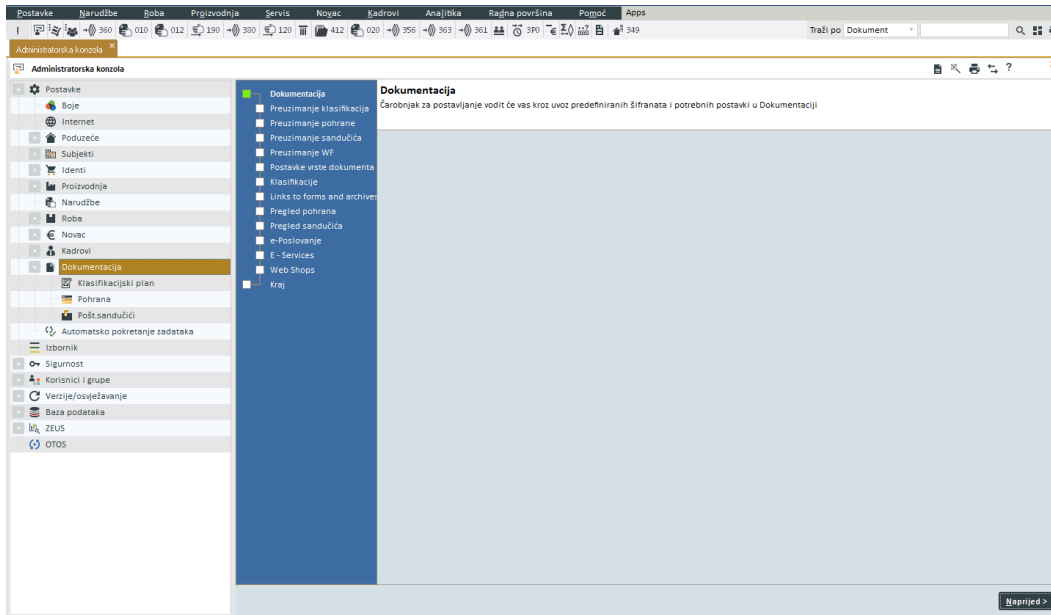 Postavke Narudžbe Roba Proizvodnja Servis Novac Kadrovi Analitika Radna površina Pomoć Apps
! 360 010 012 190 380 120 412 020 356 363 361 3P0 349 Traži po Dokument
Administratorska konzola ×
Administratorska konzola ?
Postavke
Boje
Internet
Poduzeće
Subjekti
Identi
Proizvodnja
Narudžbe
Roba
Novac
Kadrovi
Dokumentacija
Klasifikacijski plan
Pohrana
Pošt.sandučići
Automatsko pokretanje zadataka
Izbornik
Sigurnost
Korisnici i grupe
Verzije/osvježavanje
Baza podataka
ZEUS
OTOS
Dokumentacija
Preuzimanje klasifikacija
Preuzimanje pohrane
Preuzimanje sandučića
Preuzimanje WF
Postavke vrste dokumenta
Klasifikacije
Links to forms and archives
Pregled pohrana
Pregled sandučića
e-Poslovanje
E - Services
Web Shops
Kraj
Dokumentacija
Čarobnjak za postavljanje vodit će vas kroz uvoz predefiniranih šifranata i potrebnih postavki u Dokumentaciji
Naprijed >